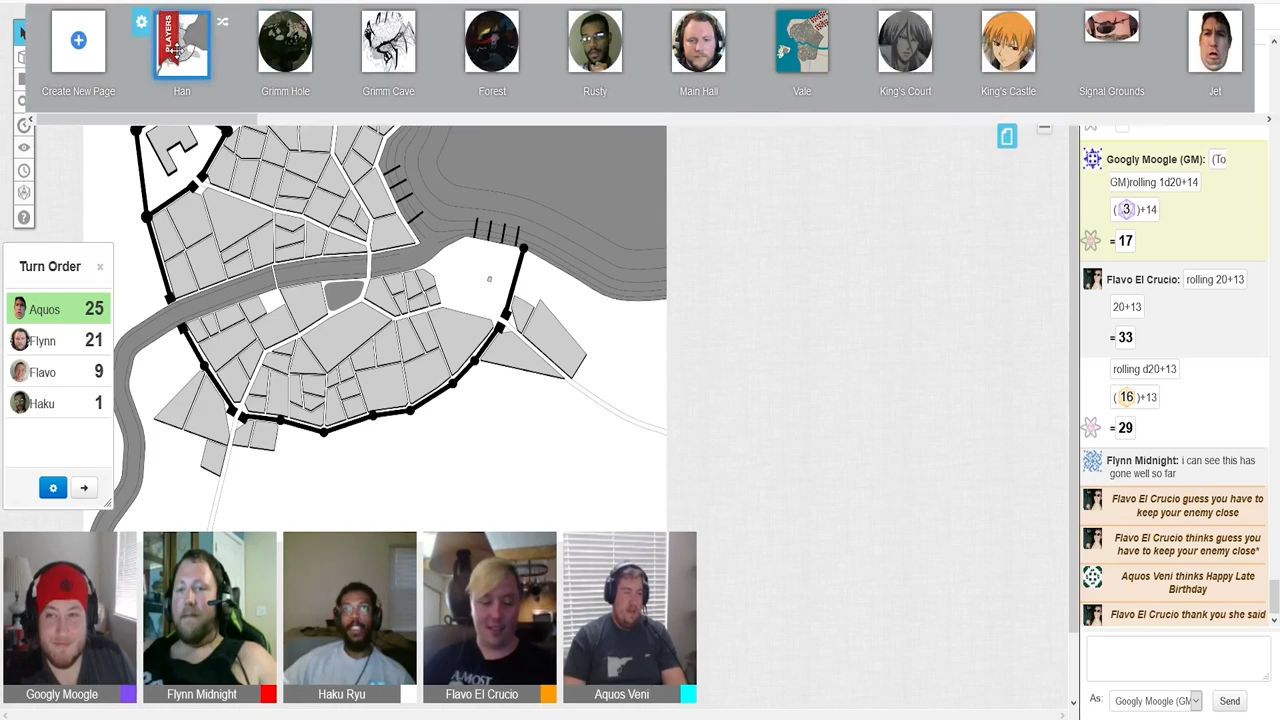 PLAYERS
Create New Page
Han
Grimm Hole
Grimm Cave
Forest
Rusty
Main Hall
Vale
King's Court
King's Castle
Signal Grounds
Jet
Turn Order ×
Aquos 25
Flynn 21
Flavo 9
Haku 1
Googly Moogle (GM): (To
GM)rolling 1d20+14
(3)+14
= 17
Flavo El Crucio: rolling 20+13
20+13
= 33
rolling d20+13
(16)+13
= 29
Flynn Midnight: i can see this has
gone well so far
Flavo El Crucio guess you have to
keep your enemy close
Flavo El Crucio thinks guess you
have to keep your enemy close*
Aquos Veni thinks Happy Late
Birthday
Flavo El Crucio thank you she said
As: Googly Moogle (GM Send
Googly Moogle
Flynn Midnight
Haku Ryu
Flavo El Crucio
Aquos Veni